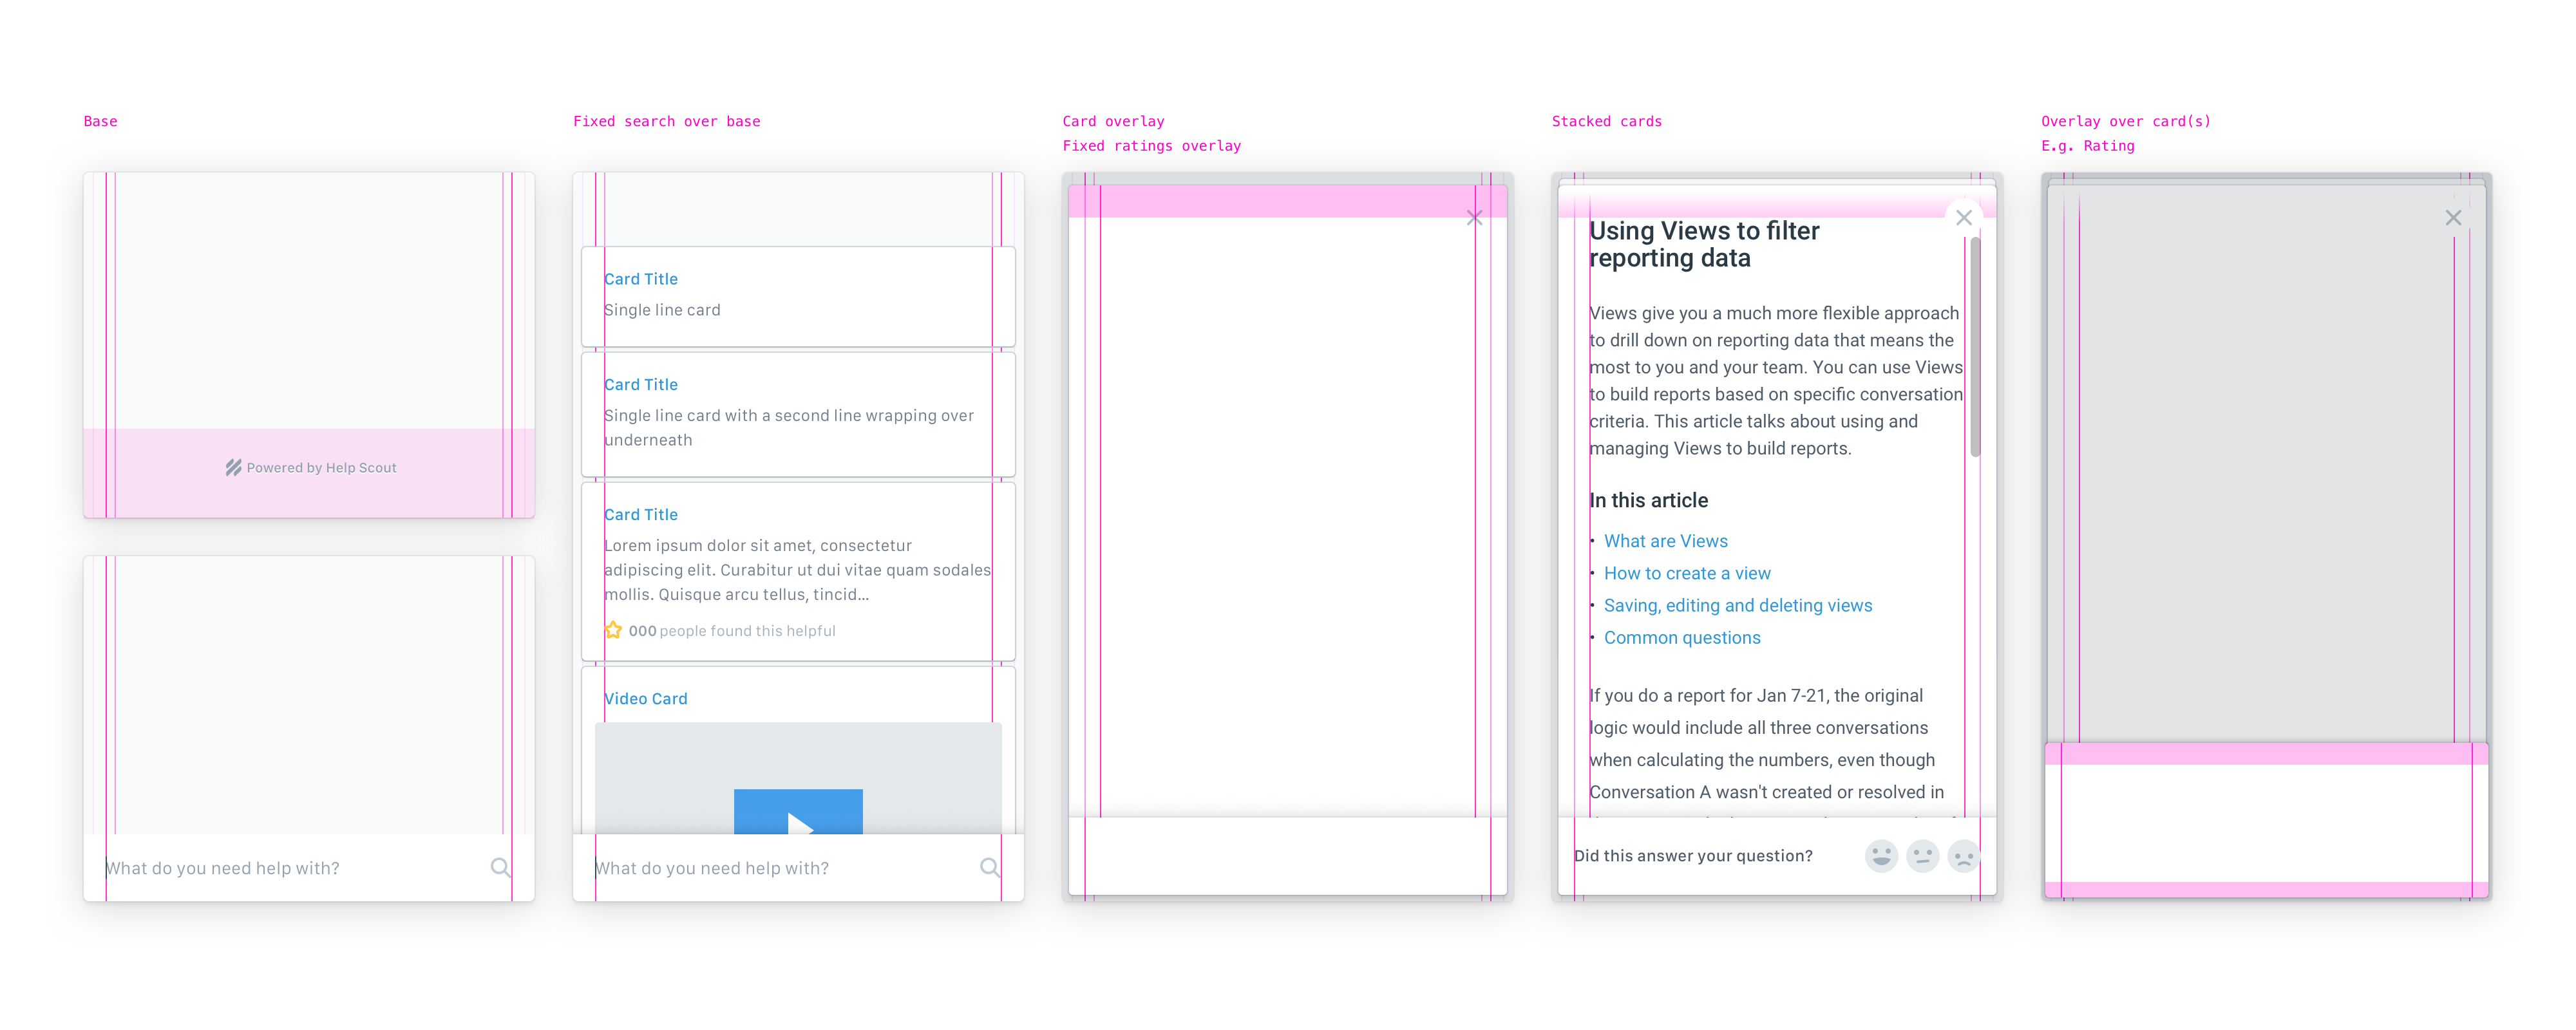 Base
Powered by Help Scout
What do you need help with?
Fixed search over base
Card Title
Single line card
Card Title
Single line card with a second line wrapping over
underneath
Card Title
Lorem ipsum dolor sit amet, consectetur
adipiscing elit. Curabitur ut dui vitae quam sodales
mollis. Quisque arcu tellus, tincid...
000 people found this helpful
Video Card
What do you need help with?
Card overlay
Fixed ratings overlay
Stacked cards
Using Views to filter
reporting data
Views give you a much more flexible approach
to drill down on reporting data that means the
most to you and your team. You can use Views
to build reports based on specific conversation
criteria. This article talks about using and
managing Views to build reports.
In this article
• What are Views
• How to create a view
• Saving, editing and deleting views
• Common questions
If you do a report for Jan 7-21, the original
logic would include all three conversations
when calculating the numbers, even though
Conversation A wasn't created or resolved in
Did this answer your question?
Overlay over card(s)
E.g. Rating